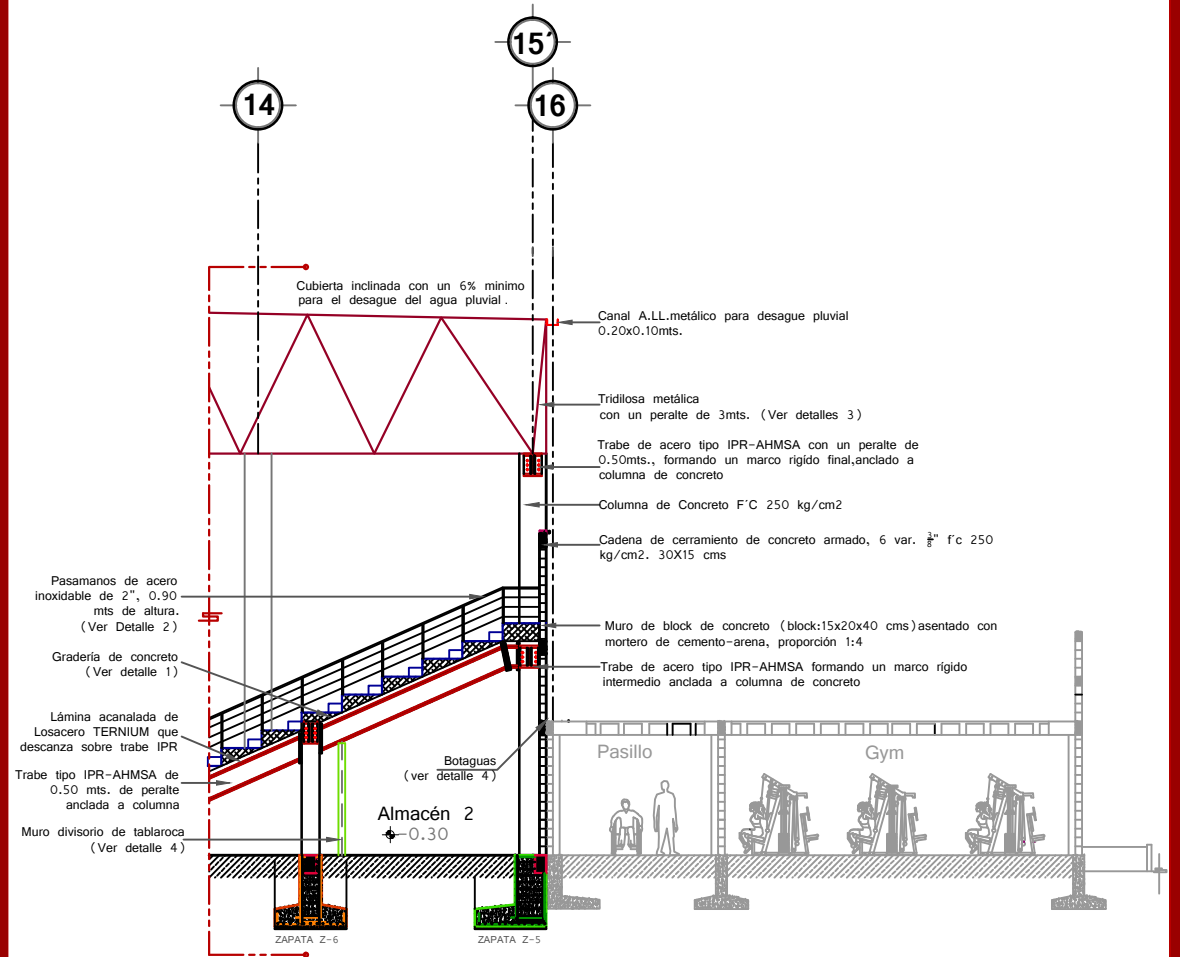 15´
14
16
Cubierta inclinada con un 6% minimo
para el desague del agua pluvial .
Canal A.LL.metálico para desague pluvial
0.20x0.10mts.
Tridilosa metálica
con un peralte de 3mts. (Ver detalles 3)
Trabe de acero tipo IPR-AHMSA con un peralte de
0.50mts., formando un marco rigído final,anclado a
columna de concreto
Columna de Concreto F´C 250 kg/cm2
Cadena de cerramiento de concreto armado, 6 var. " f´c 250
kg/cm2. 30X15 cms
Pasamanos de acero
inoxidable de 2", 0.90
mts de altura.
(Ver Detalle 2)
Muro de block de concreto (block:15x20x40 cms)asentado con
mortero de cemento-arena, proporción 1:4
Gradería de concreto
(Ver detalle 1)
Trabe de acero tipo IPR-AHMSA formando un marco rígido
intermedio anclada a columna de concreto
Lámina acanalada de
Losacero TERNIUM que
descanza sobre trabe IPR
Trabe tipo IPR-AHMSA de
0.50 mts. de peralte
anclada a columna
Botaguas
(ver detalle 4)
Pasillo
Gym
Muro divisorio de tablaroca
(Ver detalle 4)
Almacén 2
-0.30
ZAPATA Z-6
ZAPATA Z-5